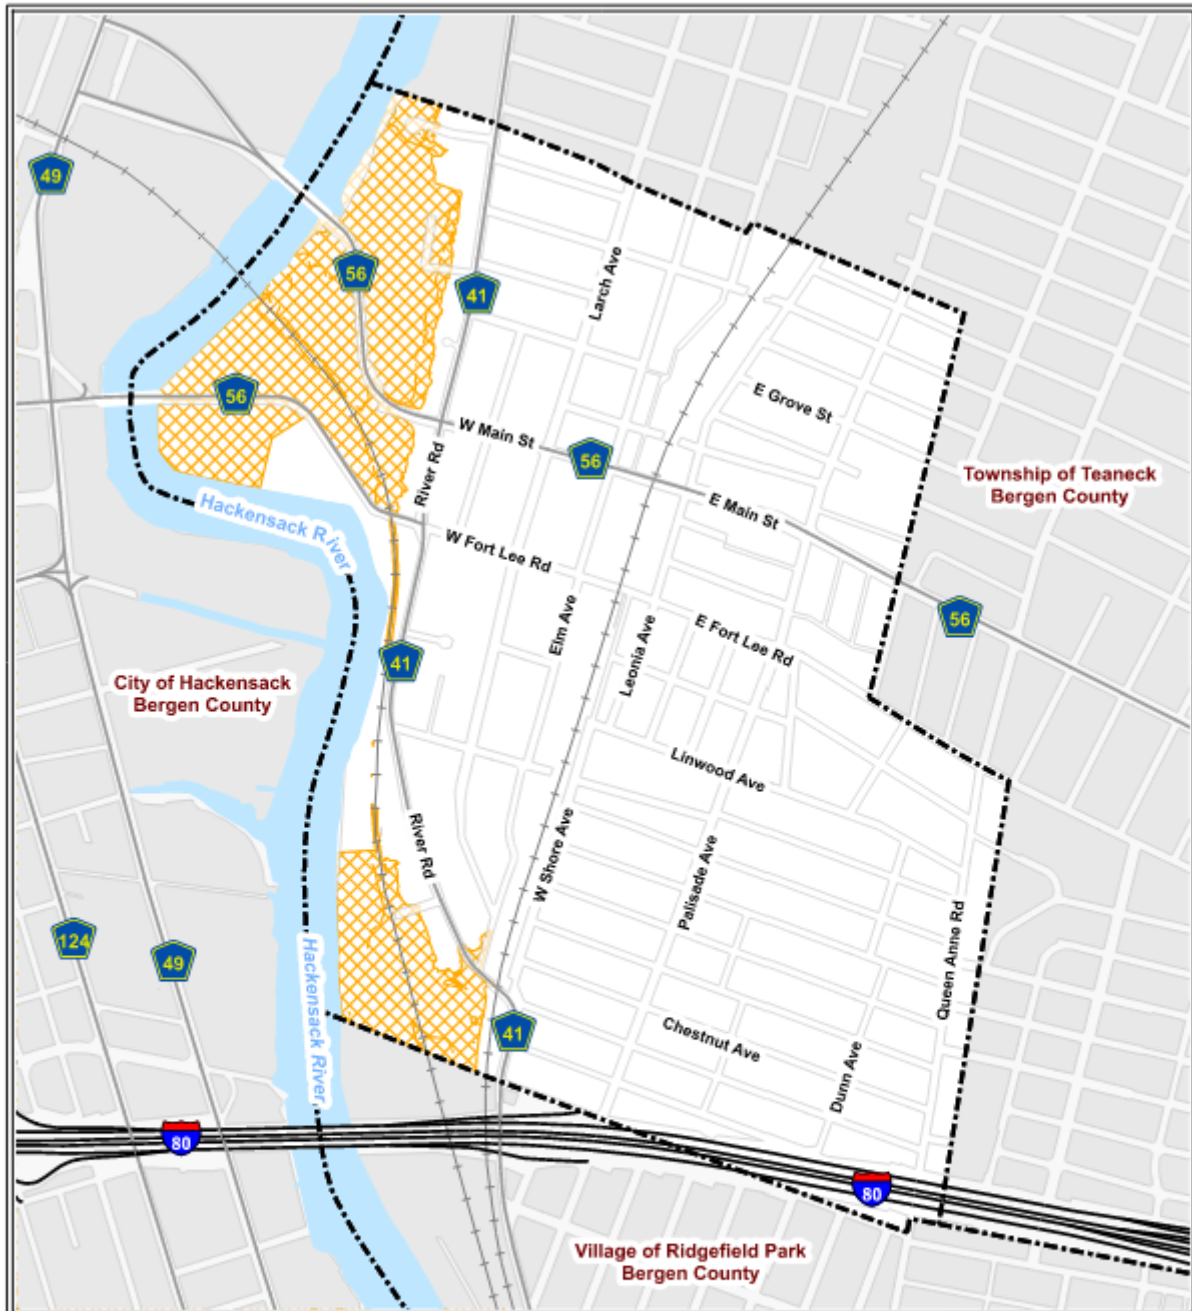 49
56
41
Larch Ave
56
E Grove St
W Main St
River Rd
56
Township of Teaneck
Bergen County
E Main St
Hackensack River
W Fort Lee Rd
Elm Ave
Leonia Ave
E Fort Lee Rd
56
41
City of Hackensack
Bergen County
Linwood Ave
River Rd
W Shore Ave
Palisade Ave
Queen Anne Rd
124
49
Hackensack River
41
Chestnut Ave
Dunn Ave
80
80
Village of Ridgefield Park
Bergen County